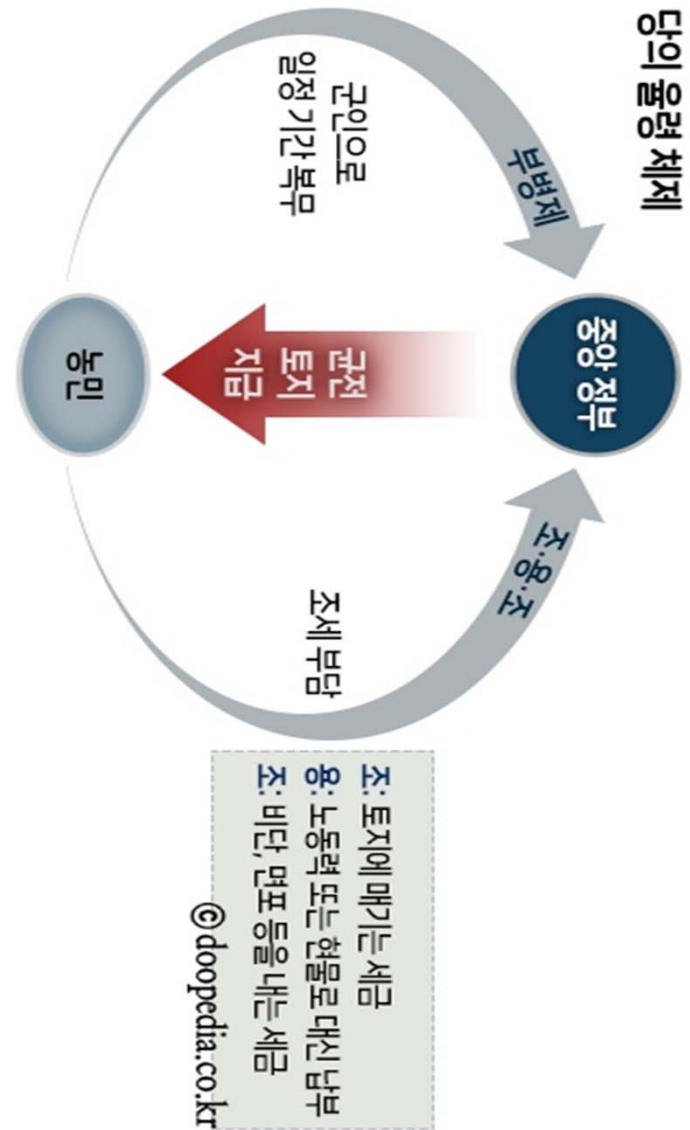 당의 율령 체제
중앙 정부
부병제
조·용·조
군인으로
일정 기간 복무
균전
토지
지급
조세 부담
농민
조: 토지에 매기는 세금
용: 노동력 또는 현물로 대신 납부
조: 비단, 면포 등을 내는 세금
©doopedia.co.kr